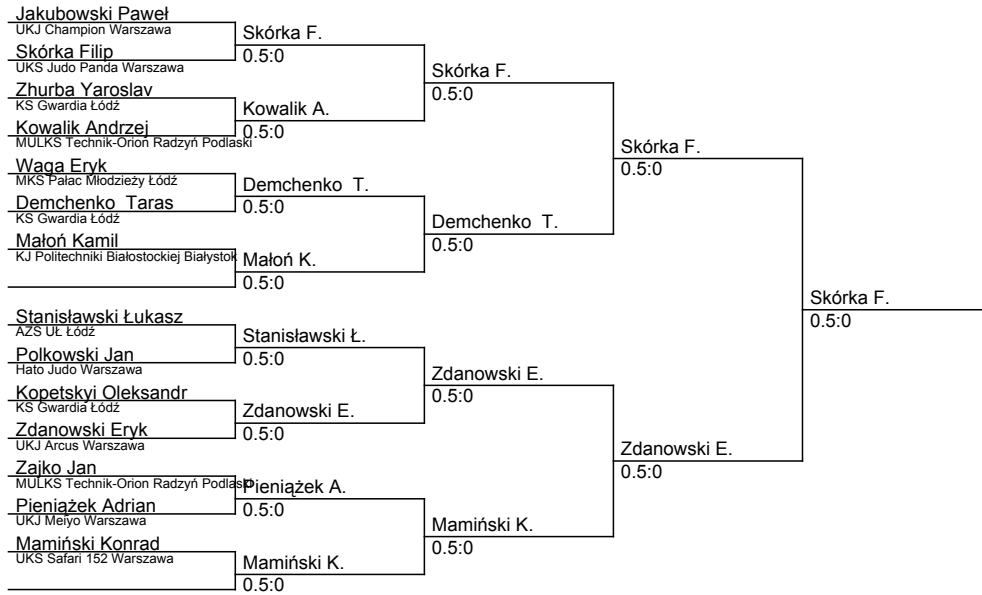 Jakubowski Paweł
UKJ Champion Warszawa
Skórka Filip
UKS Judo Panda Warszawa
Zhurba Yaroslav
KS Gwardia Łódź
Kowalik Andrzej
MULKS Technik-Orion Radzyń Podlaski
Waga Eryk
MKS Pałac Młodzieży Łódź
Demchenko  Taras
KS Gwardia Łódź
Małoń Kamil
KJ Politechniki Białostockiej Białystok
Stanisławski Łukasz
AZS UŁ Łódź
Polkowski Jan
Hato Judo Warszawa
Kopetskyi Oleksandr
KS Gwardia Łódź
Zdanowski Eryk
UKJ Arcus Warszawa
Zajko Jan
MULKS Technik-Orion Radzyń Podlaski
Pieniążek Adrian
UKJ Meiyo Warszawa
Mamiński Konrad
UKS Safari 152 Warszawa
Skórka F.
0.5:0
Kowalik A.
0.5:0
Demchenko  T.
0.5:0
Małoń K.
0.5:0
Stanisławski Ł.
0.5:0
Zdanowski E.
0.5:0
Pieniążek A.
0.5:0
Mamiński K.
0.5:0
Skórka F.
0.5:0
Demchenko  T.
0.5:0
Zdanowski E.
0.5:0
Mamiński K.
0.5:0
Skórka F.
0.5:0
Zdanowski E.
0.5:0
Skórka F.
0.5:0